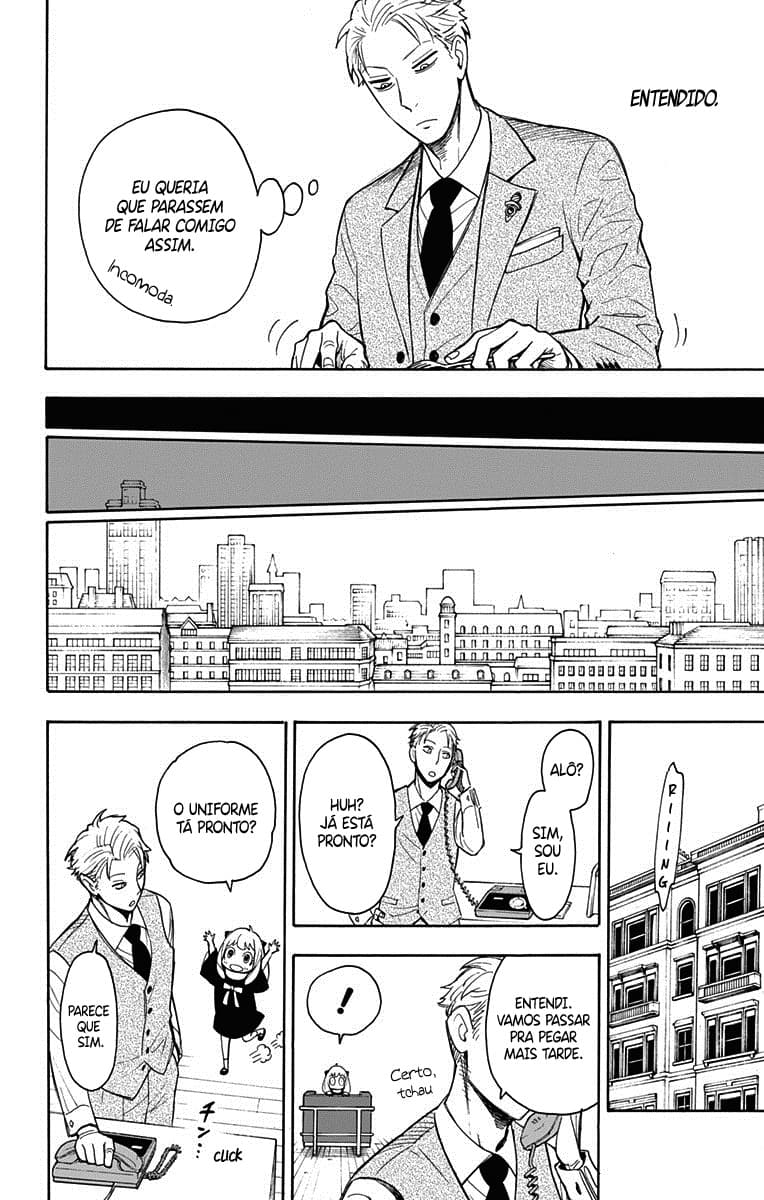 ENTENDIDO.
EU QUERIA
QUE PARASSEM
DE FALAR COMIGO
ASSIM.
Incomoda.
RIIIING
ALÔ?
SIM,
SOU
EU.
HUH?
JÁ ESTÁ
PRONTO?
ENTENDI.
VAMOS PASSAR
PRA PEGAR
MAIS TARDE.
Certo,
tchau
!
O UNIFORME
TÁ PRONTO?
PARECE
QUE
SIM.
チン…
click